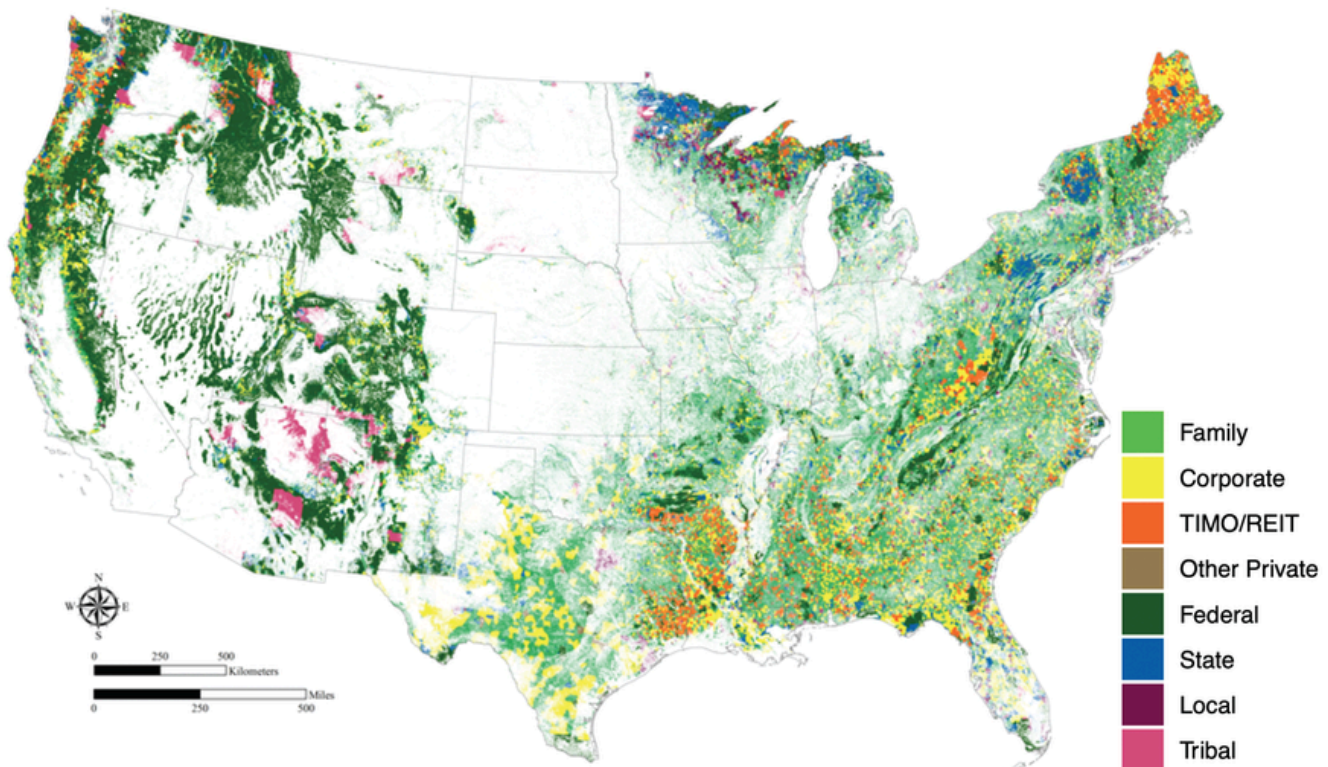 N
W E
S
0 250 500
Kilometers
Miles
0 250 500
Family
Corporate
TIMO/REIT
Other Private
Federal
State
Local
Tribal